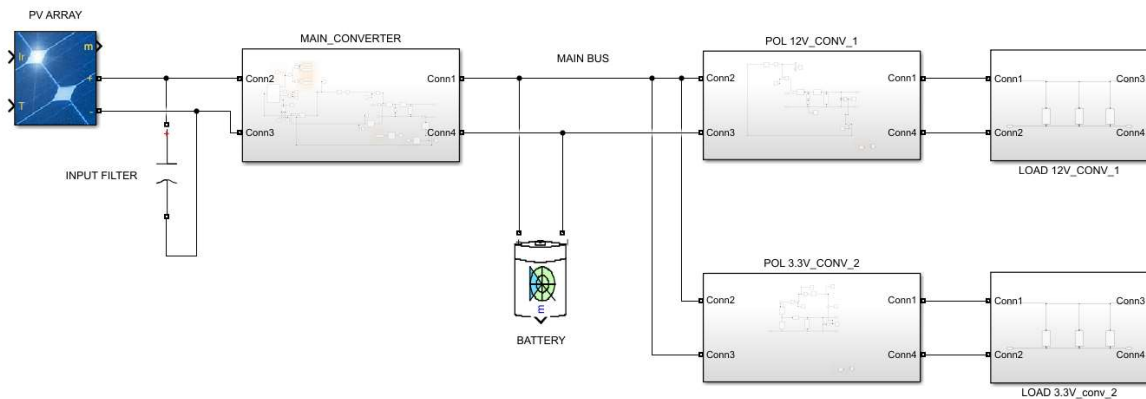 PV ARRAY
Ir
m
+
T
-
INPUT FILTER
+
MAIN_CONVERTER
Conn2
Conn1
Conn3
Conn4
MAIN BUS
BATTERY
m
POL 12V_CONV_1
Conn2
Conn1
Conn3
Conn4
Conn1
Conn3
Conn2
Conn4
LOAD 12V_CONV_1
POL 3.3V_CONV_2
Conn2
Conn1
Conn3
Conn4
Conn1
Conn3
Conn2
Conn4
LOAD 3.3V_conv_2